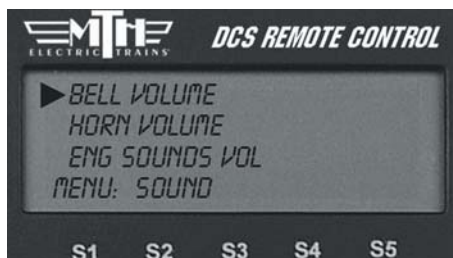 MTH
ELECTRIC TRAINS
DCS REMOTE CONTROL
BELL VOLUME
HORN VOLUME
ENG SOUNDS VOL
MENU: SOUND
S1 S2 S3 S4 S5